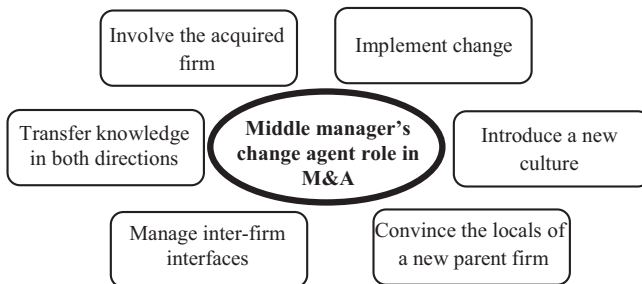 Involve the acquired
firm
Implement change
Transfer knowledge
in both directions
Middle manager's
change agent role in
M&A
Introduce a new
culture
Manage inter-firm
interfaces
Convince the locals of
a new parent firm